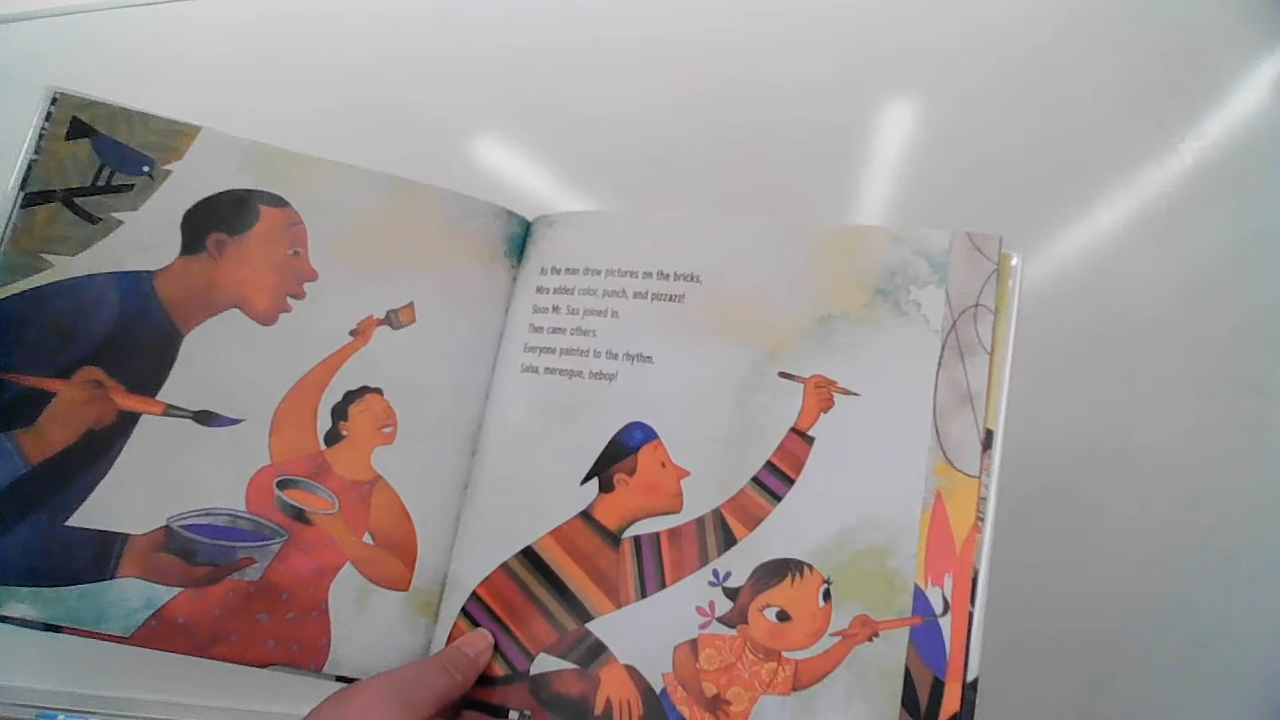 As the man drew pictures on the bricks,
Mira added color, punch, and pizzazz!
Soon Mr. Sax joined in.
Then came others.
Everyone painted to the rhythm.
Salsa, merengue, bebop!